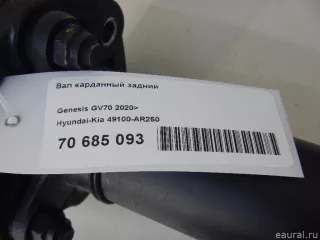 Вал карданный задний
Genesis GV70 2020>
Hyundai-Kia 49100-AR250
70 685 093
eaural.ru